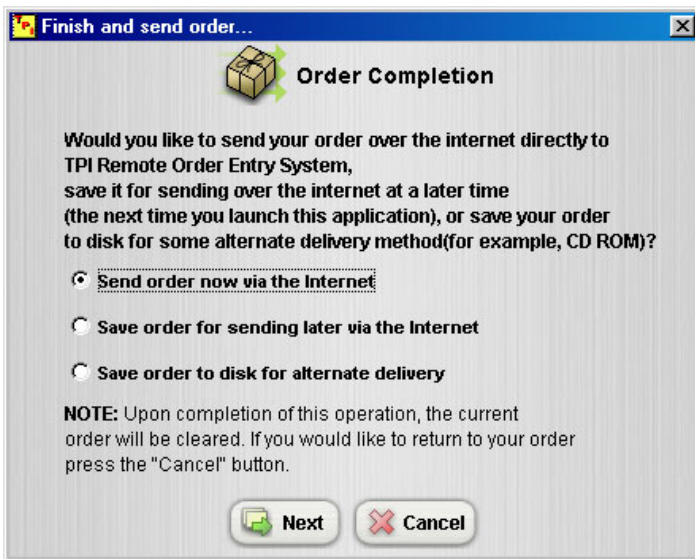 TPI Finish and send order...
Order Completion
Would you like to send your order over the internet directly to
TPI Remote Order Entry System,
save it for sending over the internet at a later time
(the next time you launch this application), or save your order
to disk for some alternate delivery method(for example, CD ROM)?
Send order now via the Internet
Save order for sending later via the Internet
Save order to disk for alternate delivery
NOTE: Upon completion of this operation, the current
order will be cleared. If you would like to return to your order
press the "Cancel" button.
Next Cancel